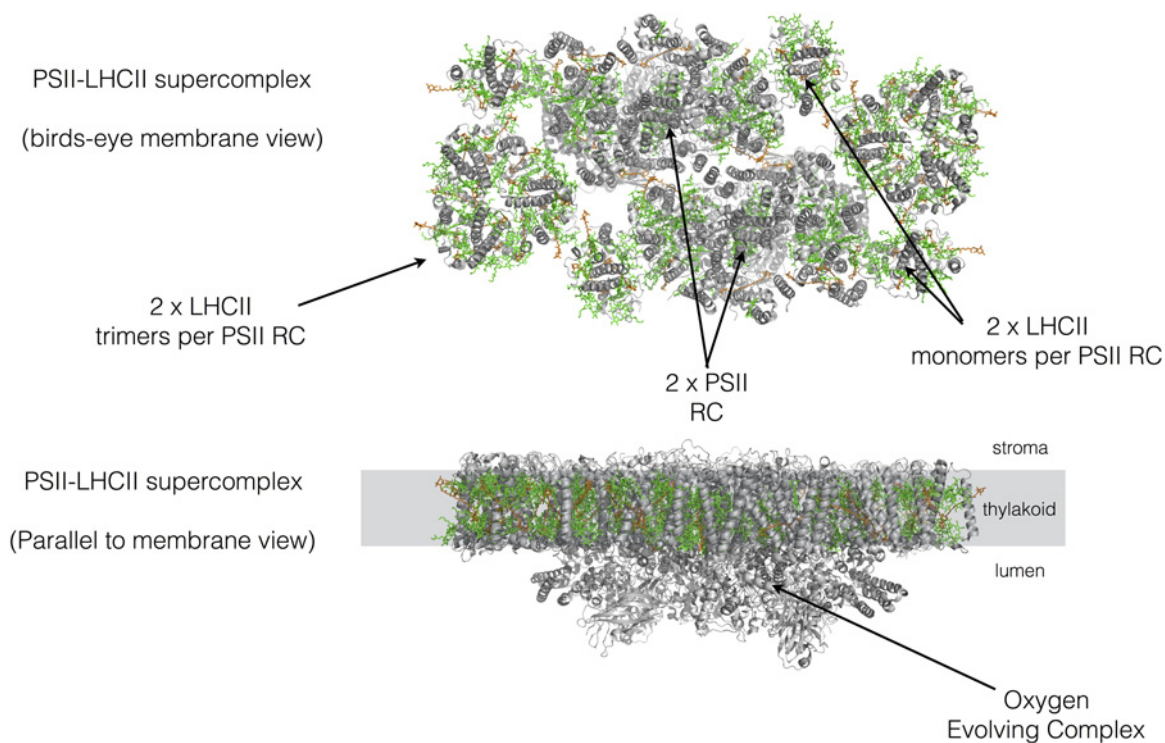 PSII-LHCII supercomplex
(birds-eye membrane view)
2 x LHCII
trimers per PSII RC
2 x PSII
RC
2 x LHCII
monomers per PSII RC
PSII-LHCII supercomplex
(Parallel to membrane view)
stroma
thylakoid
lumen
Oxygen
Evolving Complex